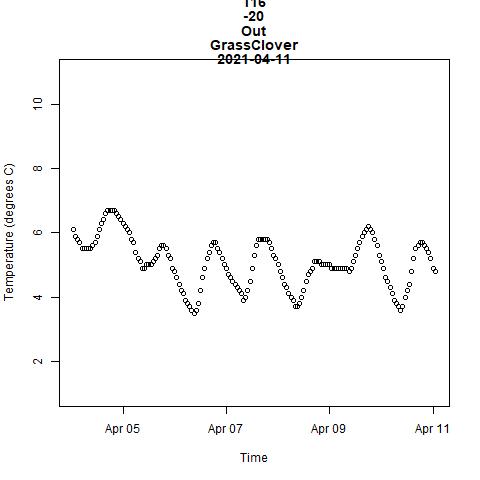 T16
-20
Out
GrassClover
2021-04-11
10
8
6
4
2
Temperature (degrees C)
Apr 05
Apr 07
Apr 09
Apr 11
Time